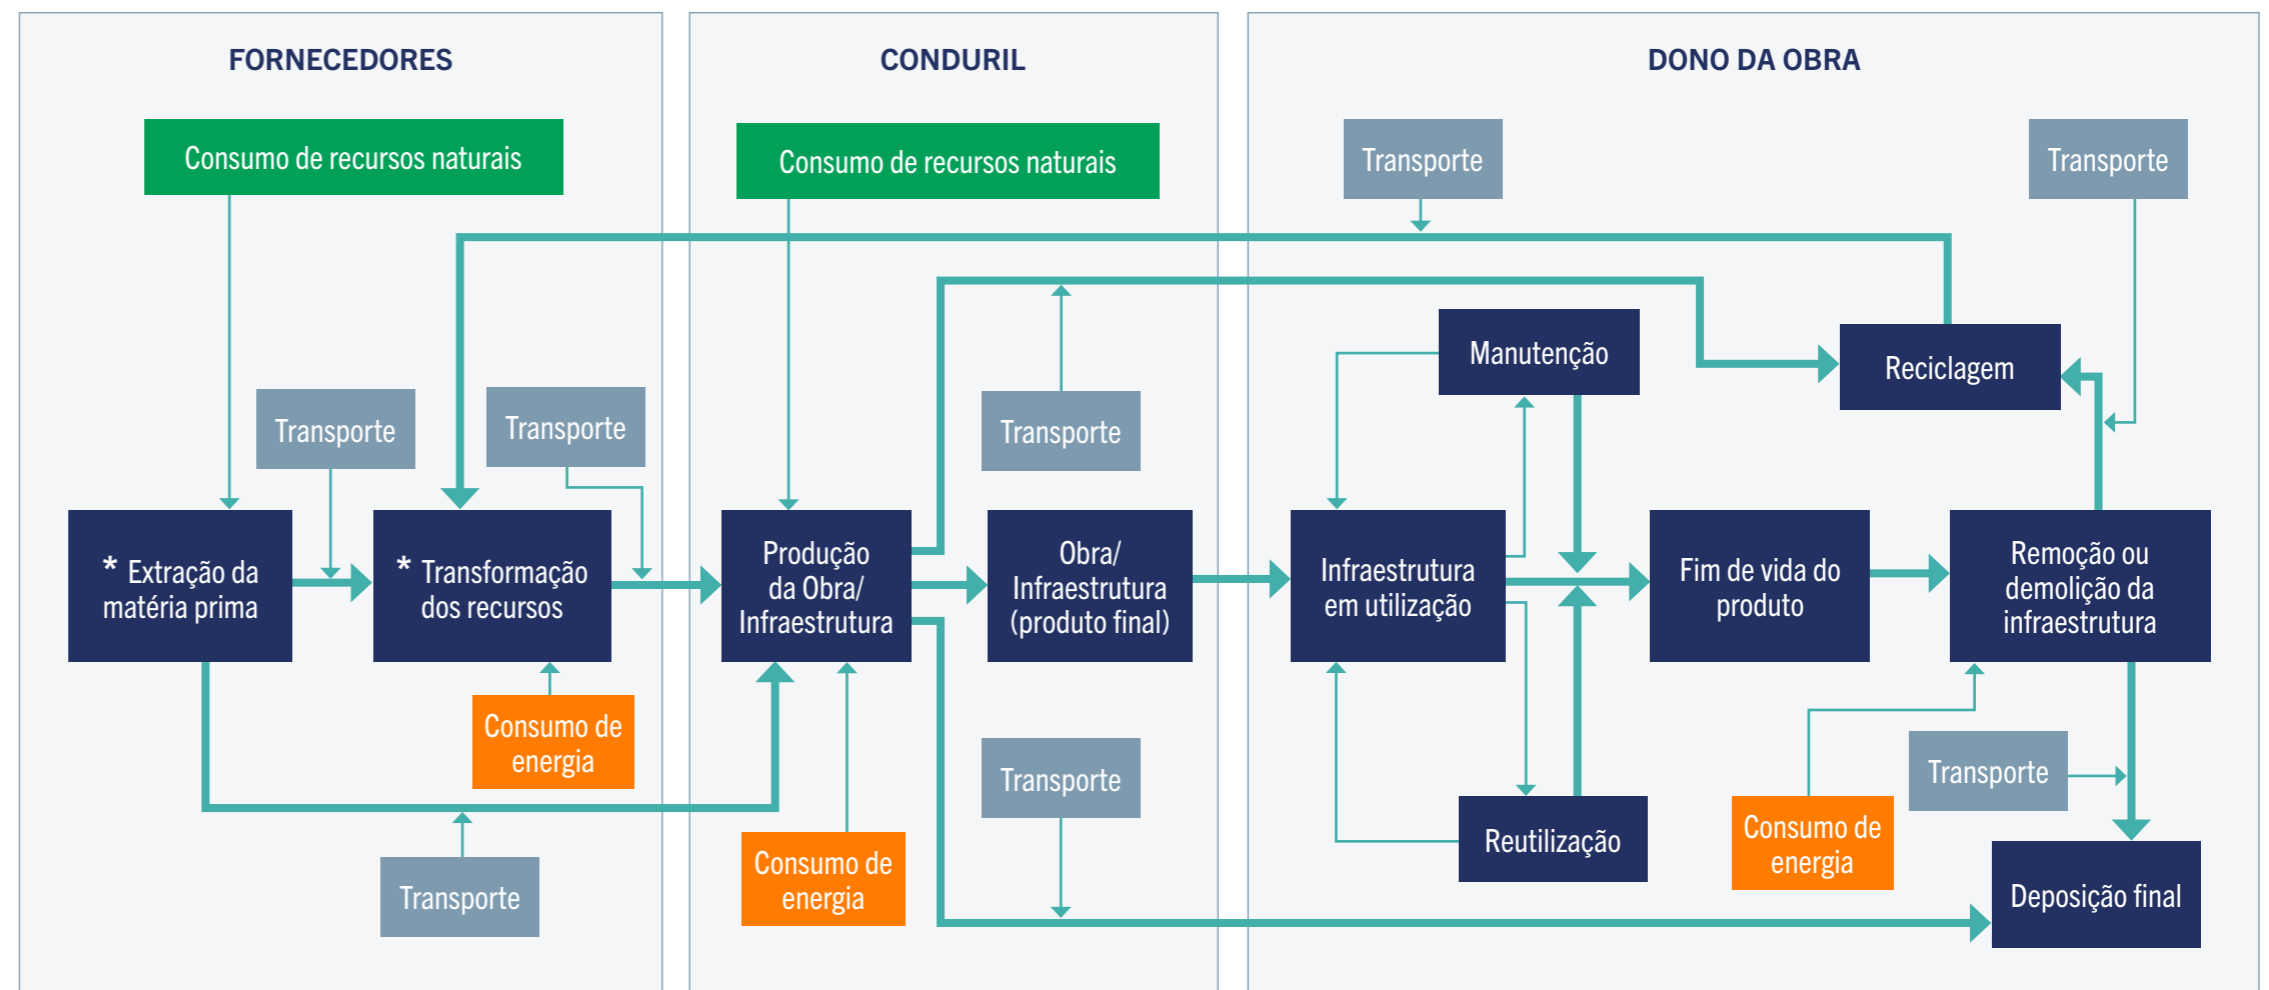 FORNECEDORES
Consumo de recursos naturais
Transporte
Transporte
* Extração da
matéria prima
* Transformação
dos recursos
Consumo de
energia
Transporte
CONDURIL
Consumo de recursos naturais
Transporte
Produção
da Obra/
Infraestrutura
Obra/
Infraestrutura
(produto final)
Transporte
Consumo de
energia
DONO DA OBRA
Transporte
Transporte
Manutenção
Reciclagem
Infraestrutura
em utilização
Fim de vida do
produto
Remoção ou
demolição da
infraestrutura
Transporte
Reutilização
Consumo de
energia
Deposição final